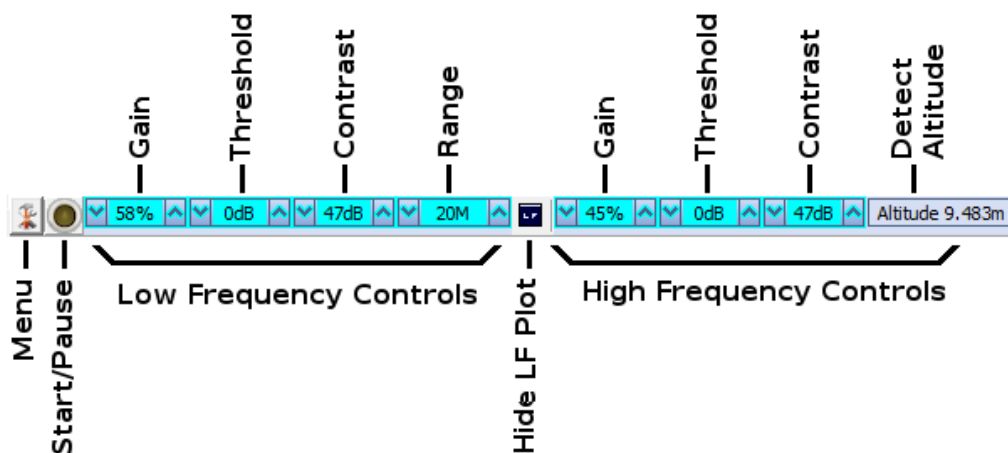 Gain
Threshold
Contrast
Range
Gain
Threshold
Contrast
Detect
Altitude
58%
0dB
47dB
20M
LF
45%
0dB
47dB
Altitude 9.483m
Low Frequency Controls
High Frequency Controls
Menu
Start/Pause
Hide LF Plot